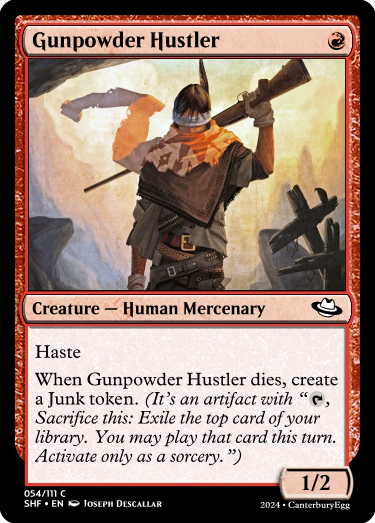 Gunpowder Hustler
Creature — Human Mercenary
Haste
When Gunpowder Hustler dies, create
a Junk token. (It's an artifact with “,
Sacrifice this: Exile the top card of your
library. You may play that card this turn.
Activate only as a sorcery.”)
1/2
054/111 C
SHF • EN Joseph Descallar
2024 • CanterburyEgg